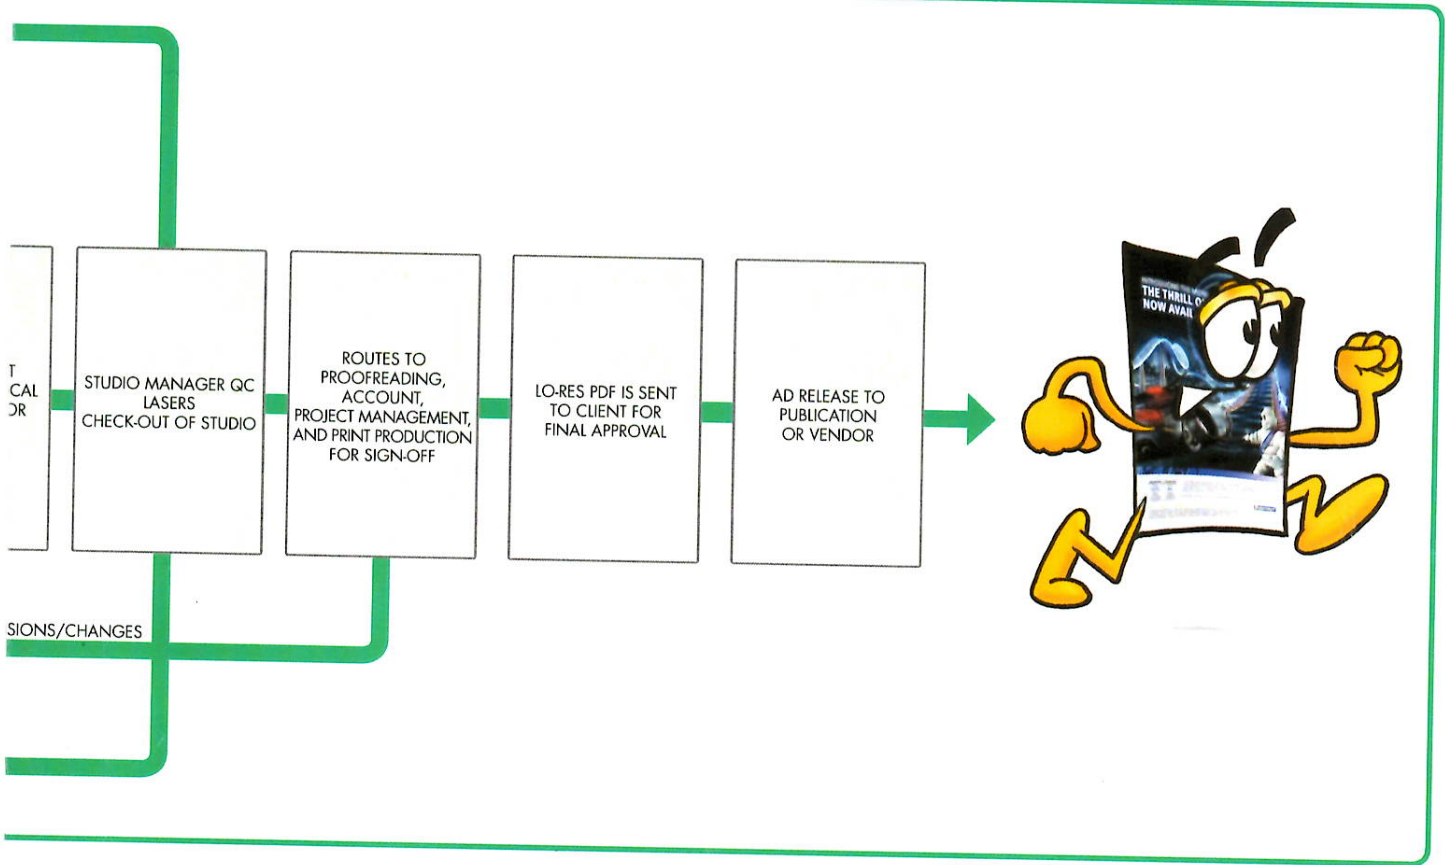 T
ICAL
OR
STUDIO MANAGER QC
LASERS
CHECK-OUT OF STUDIO
ROUTES TO
PROOFREADING,
ACCOUNT,
PROJECT MANAGEMENT,
AND PRINT PRODUCTION
FOR SIGN-OFF
LO-RES PDF IS SENT
TO CLIENT FOR
FINAL APPROVAL
AD RELEASE TO
PUBLICATION
OR VENDOR
SIONS/CHANGES
THE THRILL O
NOW AVAIL